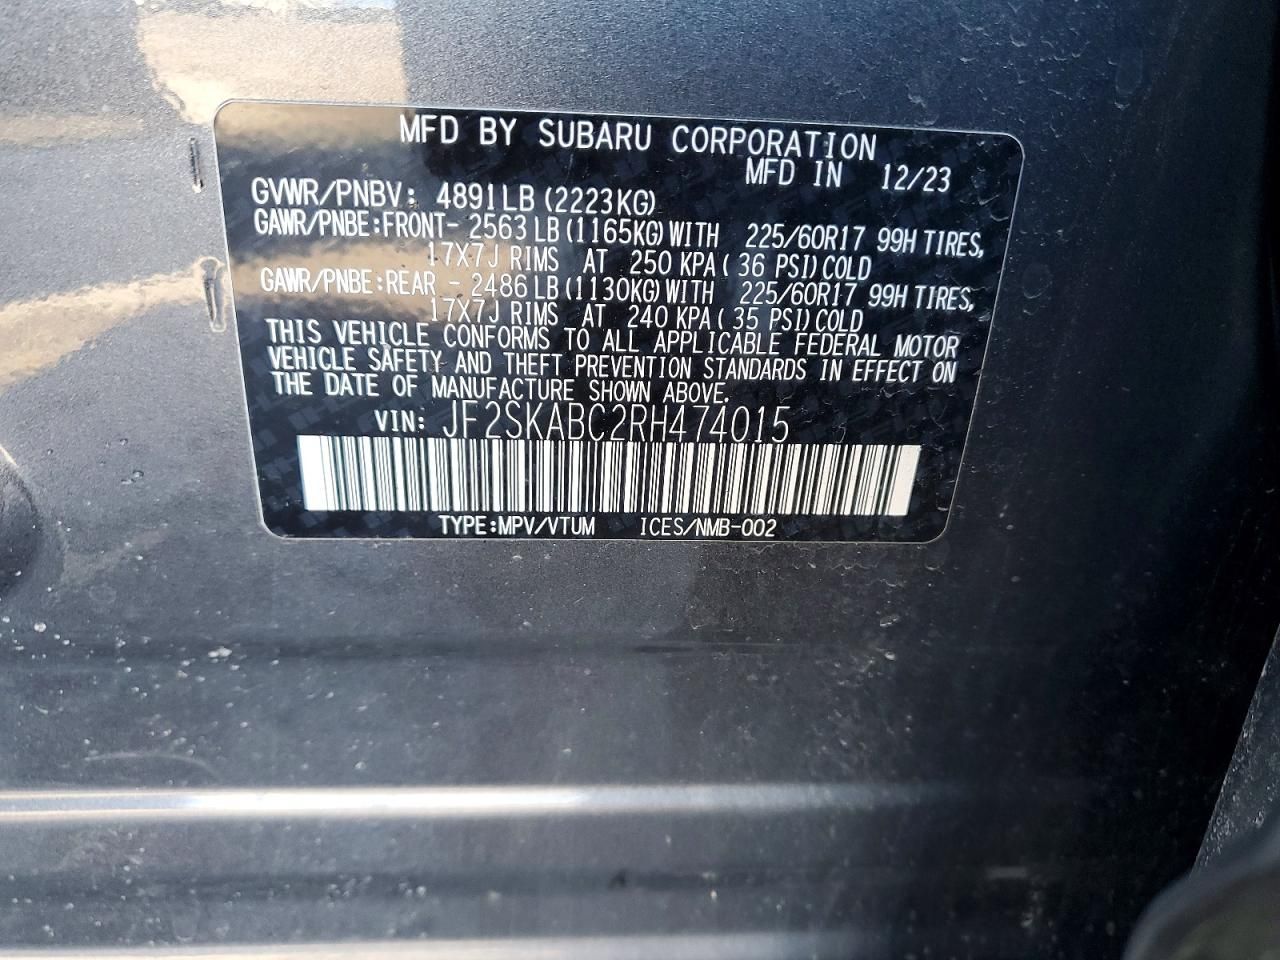 MFD BY SUBARU CORPORATION
MFD IN 12/23
GVWR/PNBV: 4891LB (2223KG)
GAWR/PNBE:FRONT- 2563 LB (1165KG) WITH 225/60R17 99H TIRES,
17X7J RIMS AT 250 KPA ( 36 PSI) COLD
GAWR/PNBE:REAR - 2486 LB (1130KG) WITH 225/60R17 99H TIRES,
17X7J RIMS AT 240 KPA ( 35 PSI) COLD
THIS VEHICLE CONFORMS TO ALL APPLICABLE FEDERAL MOTOR
VEHICLE SAFETY AND THEFT PREVENTION STANDARDS IN EFFECT ON
THE DATE OF MANUFACTURE SHOWN ABOVE.
VIN: JF2SKABC2RH474015
TYPE:MPV/VTUM ICES/NMB-002